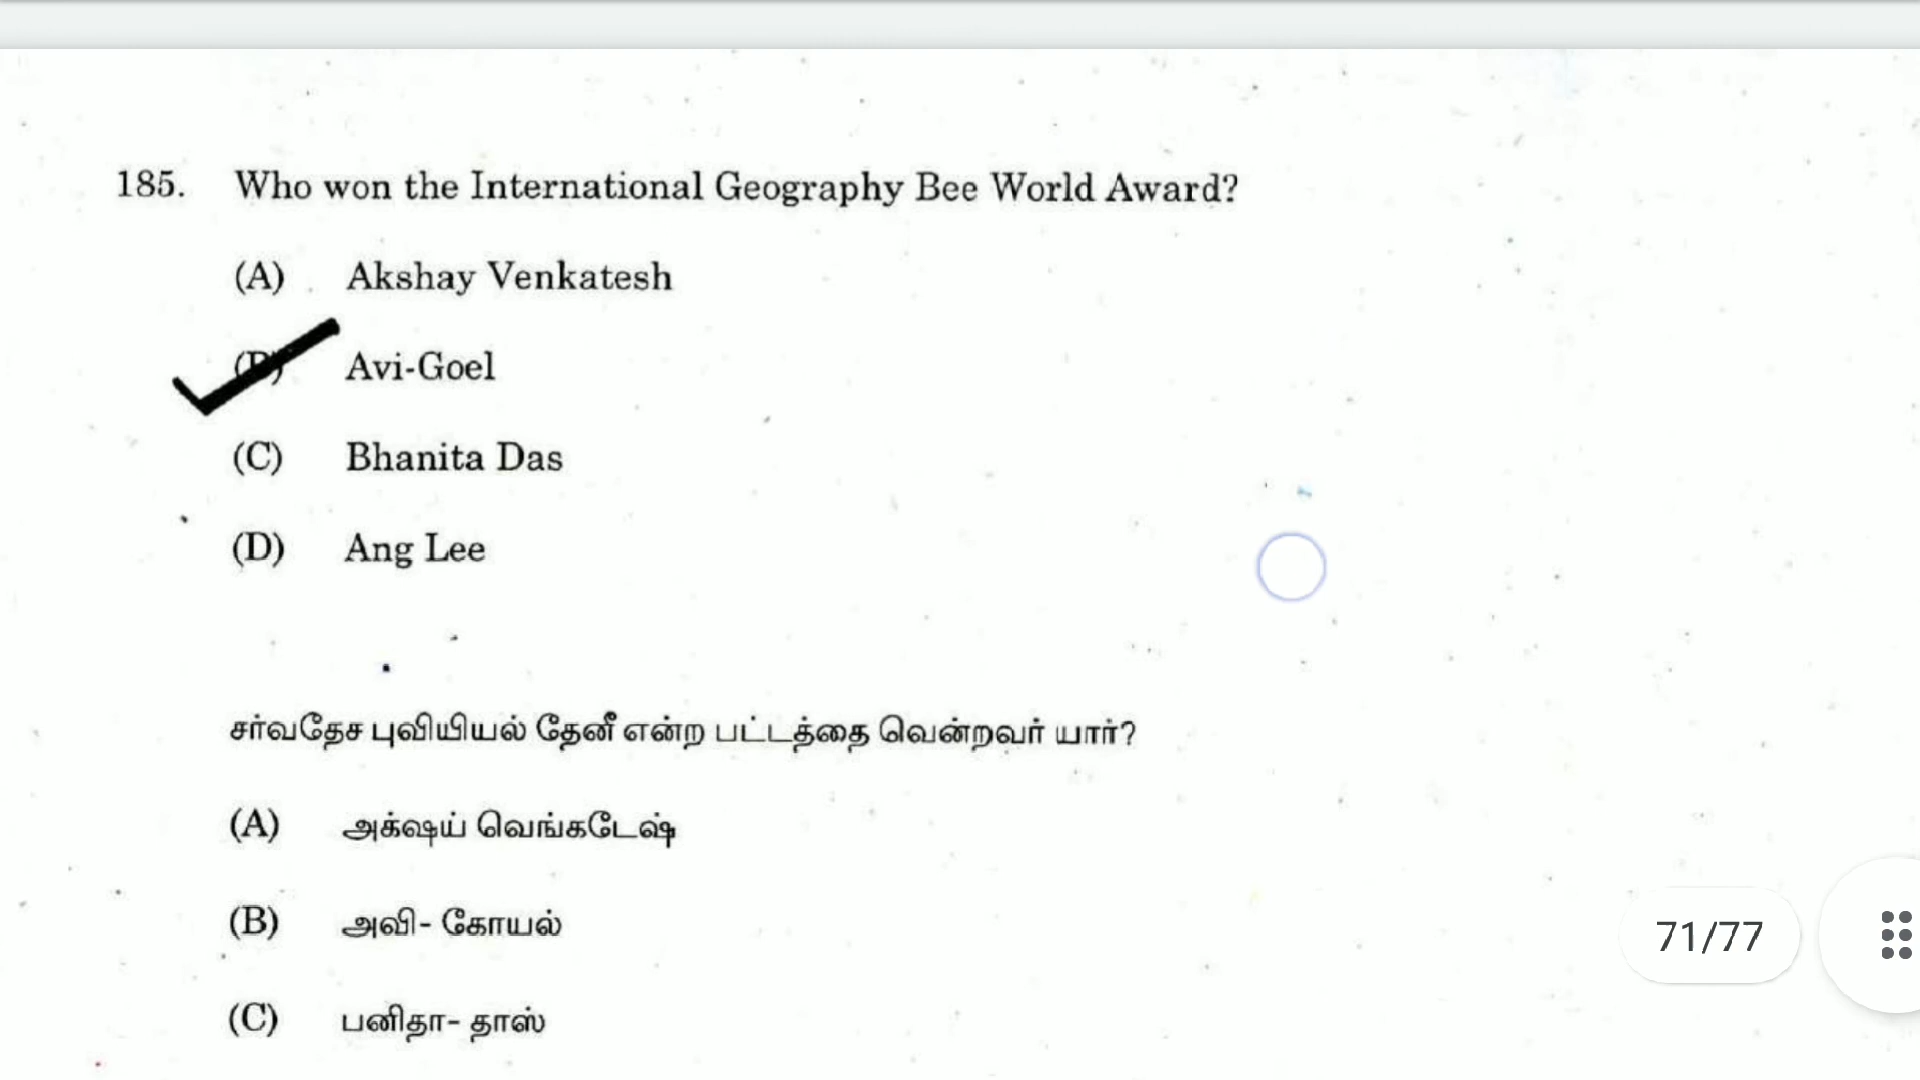 185. Who won the International Geography Bee World Award?
(A) Akshay Venkatesh
(B) Avi-Goel
(C) Bhanita Das
(D) Ang Lee
சர்வதேச புவியியல் தேனீ என்ற பட்டத்தை வென்றவர் யார்?
(A) அக்ஷய் வெங்கடேஷ்
(B) அவி- கோயல்
(C) பனிதா- தாஸ்
71/77